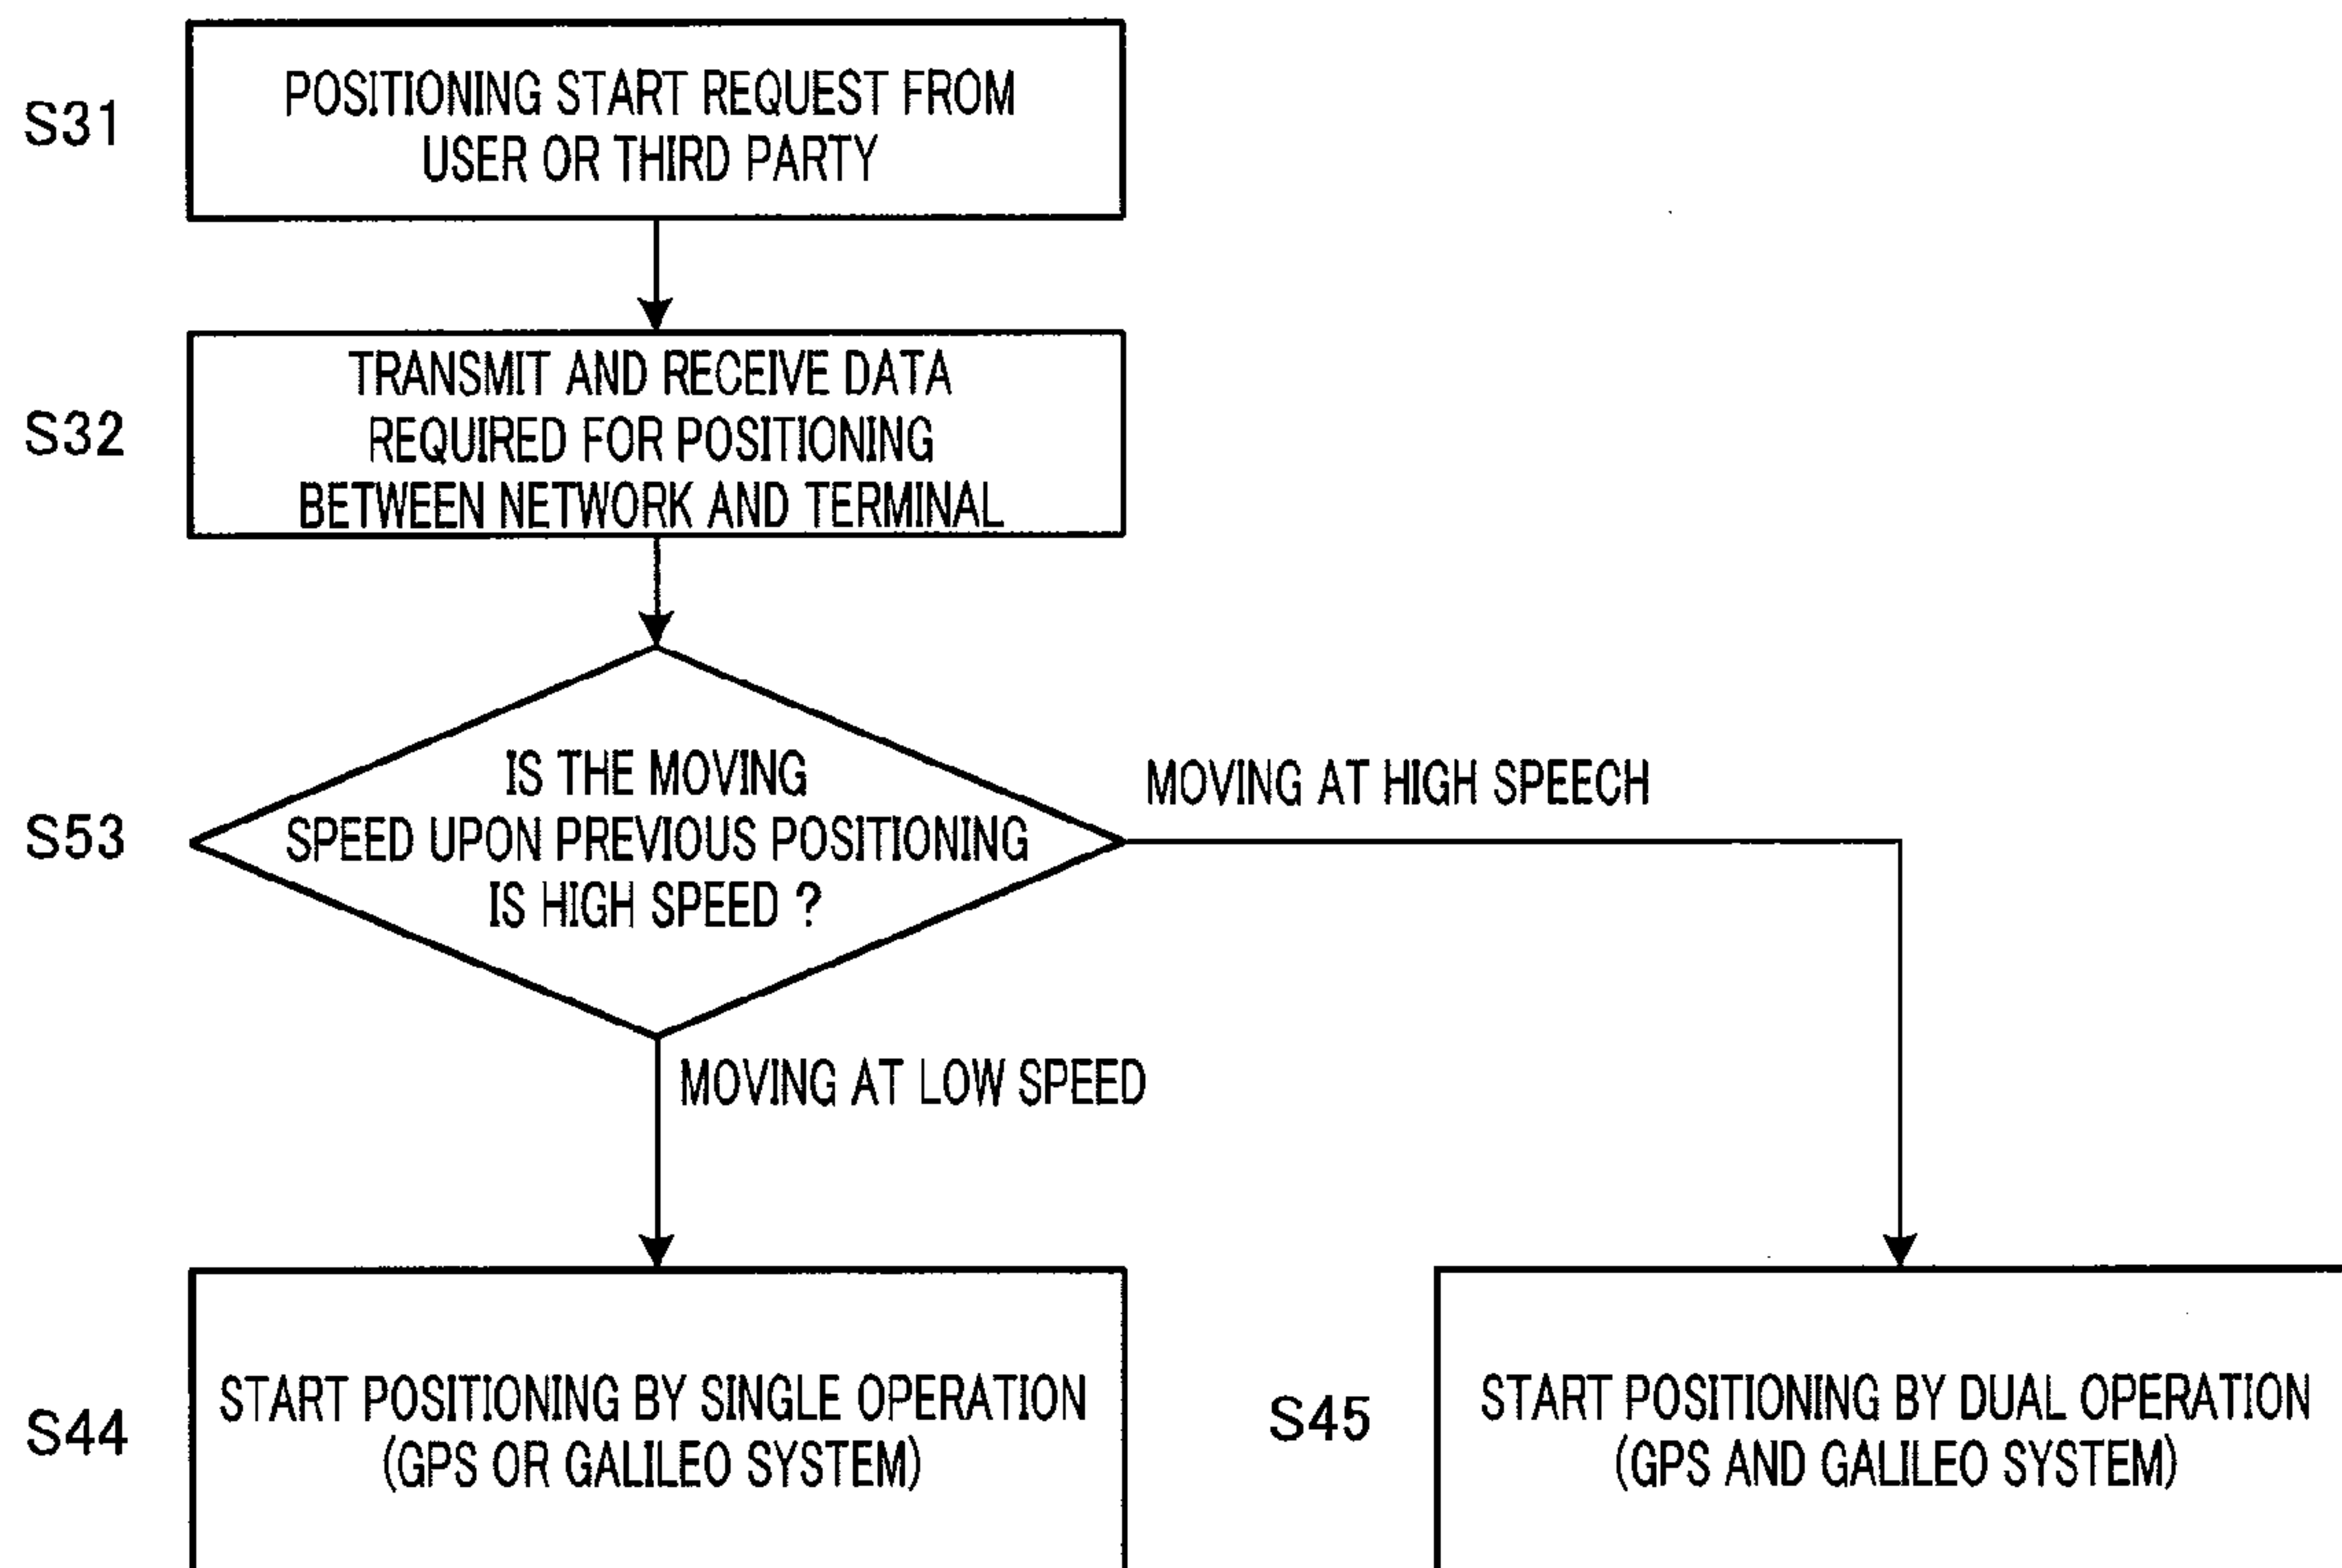 S31
POSITIONING START REQUEST FROM
USER OR THIRD PARTY
S32
TRANSMIT AND RECEIVE DATA
REQUIRED FOR POSITIONING
BETWEEN NETWORK AND TERMINAL
S53
IS THE MOVING
SPEED UPON PREVIOUS POSITIONING
IS HIGH SPEED ?
MOVING AT HIGH SPEECH
MOVING AT LOW SPEED
S44
START POSITIONING BY SINGLE OPERATION
(GPS OR GALILEO SYSTEM)
S45
START POSITIONING BY DUAL OPERATION
(GPS AND GALILEO SYSTEM)